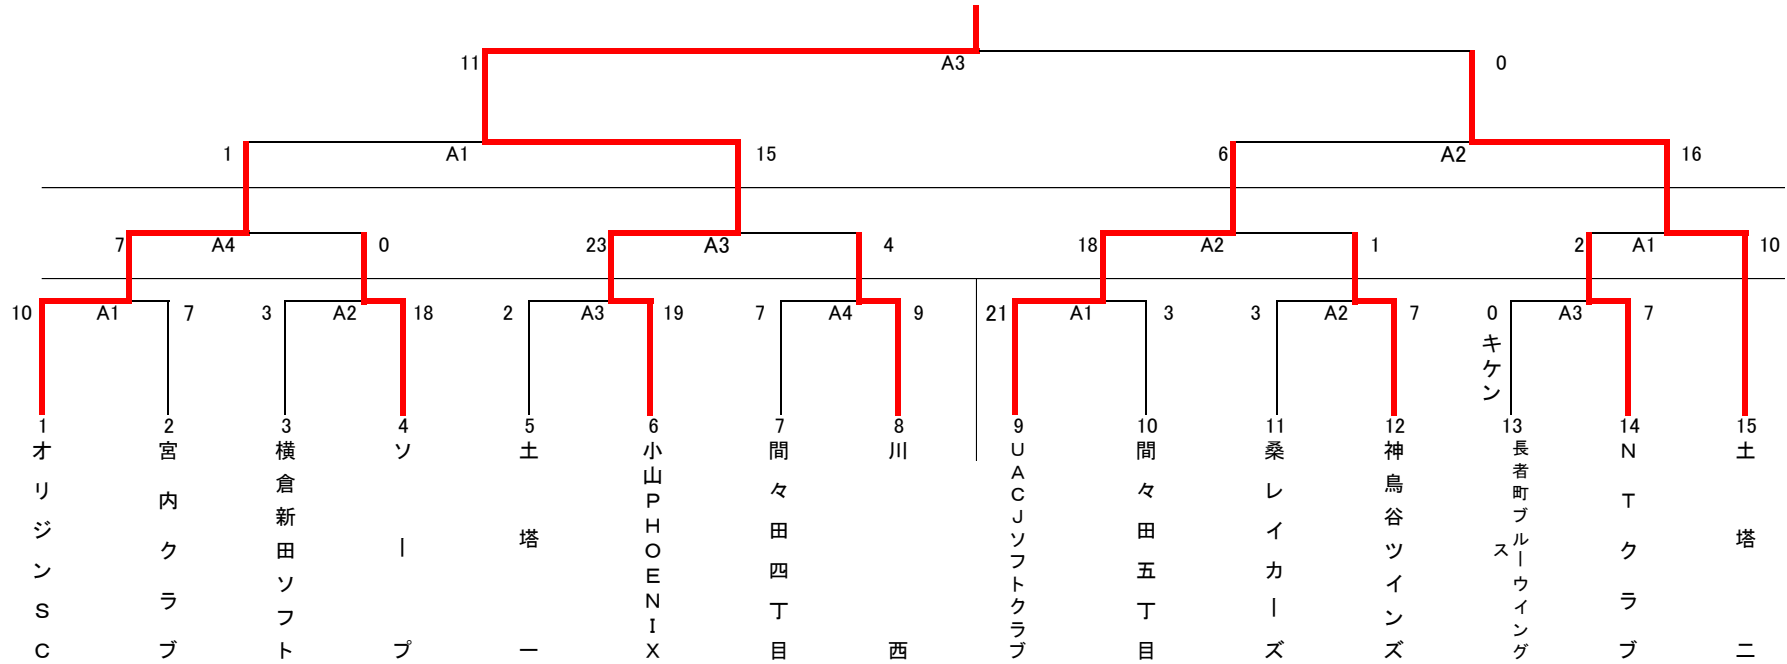 11 A3 0
1 A1 15 6 A2 16
7 A4 0 23 A3 4 18 A2 1 2 A1 10
10 A1 7 3 A2 18 2 A3 19 7 A4 9 21 A1 3 3 A2 7 0 A3 7
キケン
1 2 3 4 5 6 7 8 9 10 11 12 13 14 15
オリジンSC
宮内クラブ
横倉新田ソフト
ソープ
土塔一
小山PHOENIX
間々田四丁目
川西
UACJソフトクラブ
間々田五丁目
桑レイカーズ
神鳥谷ツインズ
長者町ブルーウイングス
NTクラブ
土塔二